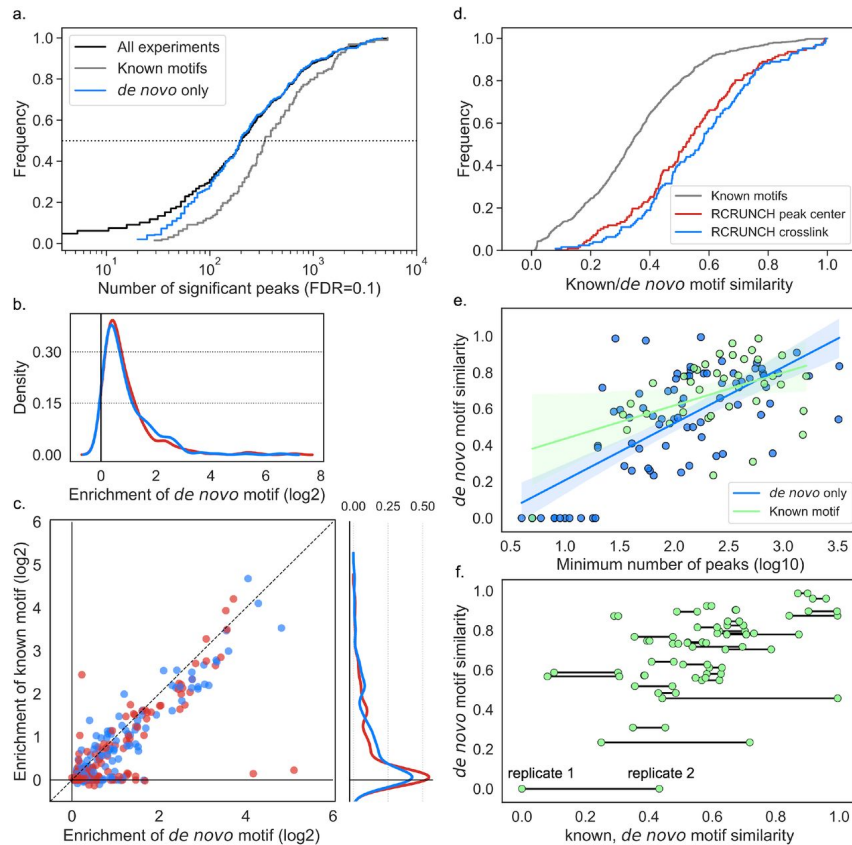 a.
1.0
0.8
0.6
0.4
0.2
0.0
Frequency
All experiments
Known motifs
de novo only
10¹
10²
10³
10⁴
Number of significant peaks (FDR=0.1)
b.
0.30
0.15
0.00
Density
0
2
4
6
8
Enrichment of de novo motif (log2)
c.
6
5
4
3
2
1
0
Enrichment of known motif (log2)
0
2
4
6
Enrichment of de novo motif (log2)
0.00
0.25
0.50
d.
1.0
0.8
0.6
0.4
0.2
0.0
Frequency
Known motifs
RCRUNCH peak center
RCRUNCH crosslink
0.0
0.2
0.4
0.6
0.8
1.0
Known/de novo motif similarity
e.
1.0
0.8
0.6
0.4
0.2
0.0
de novo motif similarity
de novo only
Known motif
0.5
1.0
1.5
2.0
2.5
3.0
3.5
Minimum number of peaks (log10)
f.
1.0
0.8
0.6
0.4
0.2
0.0
de novo motif similarity
replicate 1
replicate 2
0.0
0.2
0.4
0.6
0.8
1.0
known, de novo motif similarity